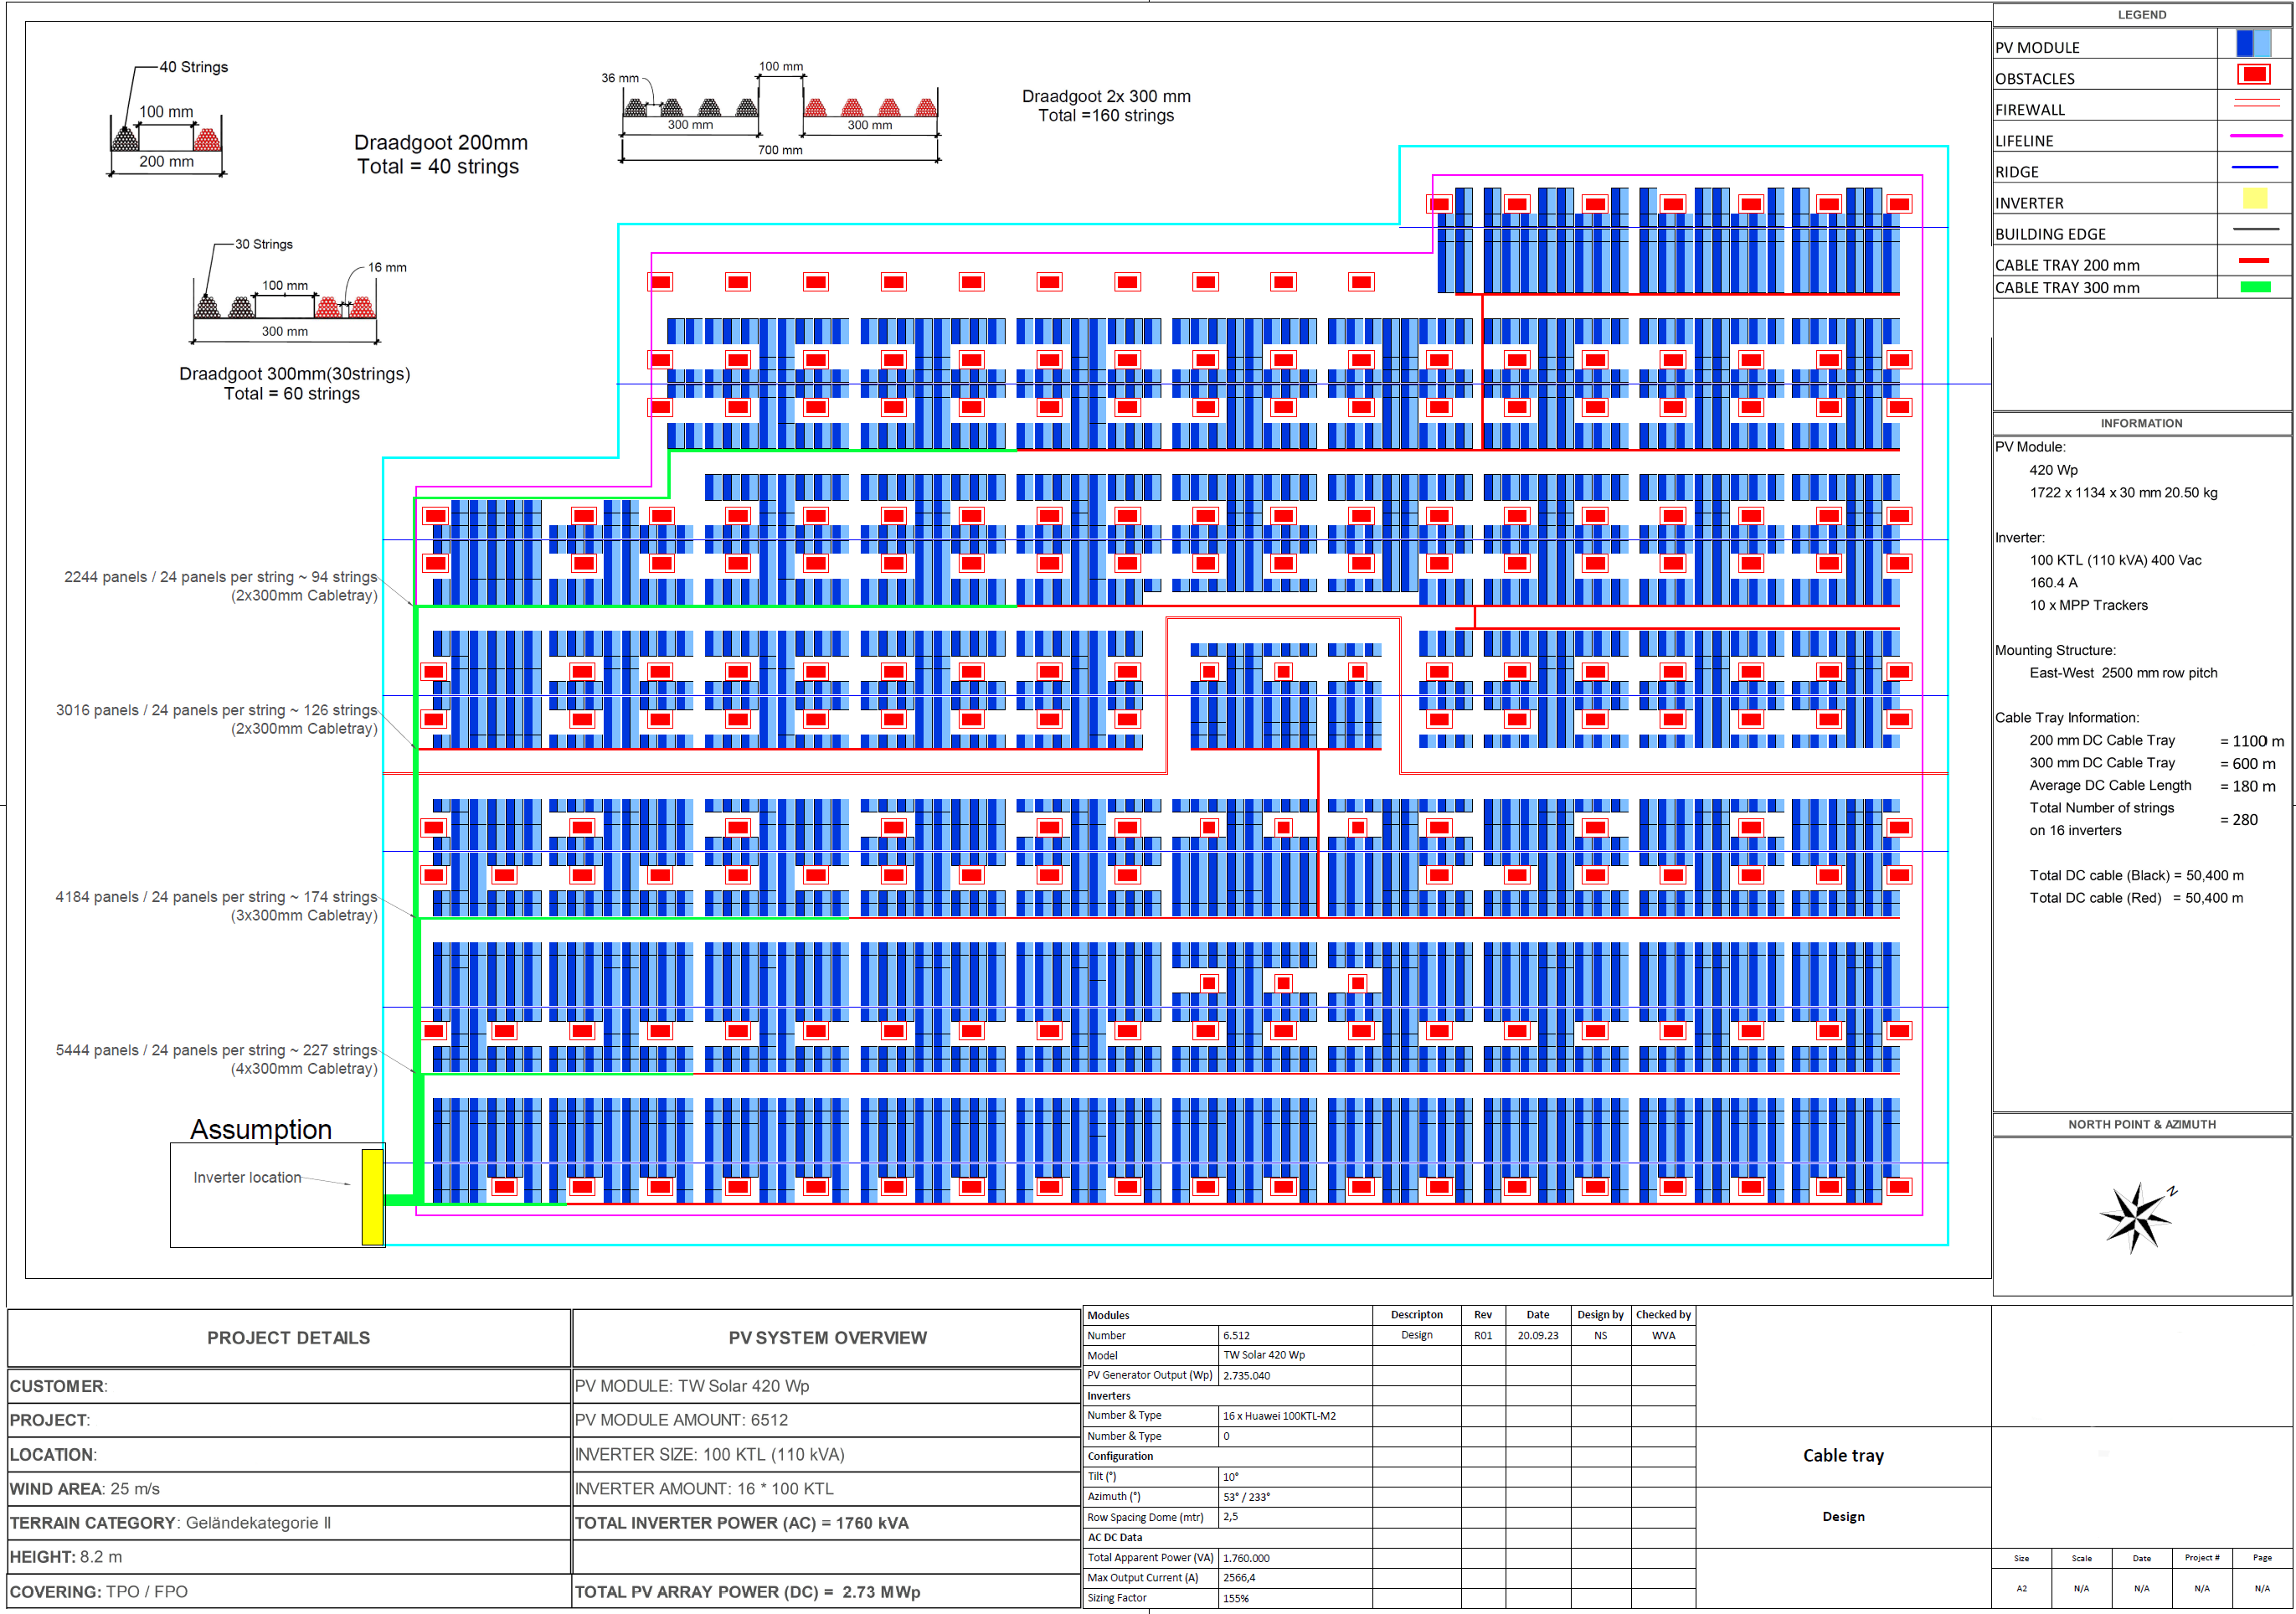 40 Strings
100 mm
200 mm
Draadgoot 200mm
Total = 40 strings
36 mm
100 mm
300 mm
300 mm
700 mm
Draadgoot 2x 300 mm
Total =160 strings
30 Strings
16 mm
100 mm
300 mm
Draadgoot 300mm(30strings)
Total = 60 strings
2244 panels / 24 panels per string ~ 94 strings
(2x300mm Cabletray)
3016 panels / 24 panels per string ~ 126 strings
(2x300mm Cabletray)
4184 panels / 24 panels per string ~ 174 strings
(3x300mm Cabletray)
5444 panels / 24 panels per string ~ 227 strings
(4x300mm Cabletray)
Assumption
Inverter location
LEGEND
PV MODULE
OBSTACLES
FIREWALL
LIFELINE
RIDGE
INVERTER
BUILDING EDGE
CABLE TRAY 200 mm
CABLE TRAY 300 mm
INFORMATION
PV Module:
420 Wp
1722 x 1134 x 30 mm 20.50 kg
Inverter:
100 KTL (110 kVA) 400 Vac
160.4 A
10 x MPP Trackers
Mounting Structure:
East-West 2500 mm row pitch
Cable Tray Information:
200 mm DC Cable Tray = 1100 m
300 mm DC Cable Tray = 600 m
Average DC Cable Length = 180 m
Total Number of strings
on 16 inverters = 280
Total DC cable (Black) = 50,400 m
Total DC cable (Red) = 50,400 m
NORTH POINT & AZIMUTH
N
PROJECT DETAILS
CUSTOMER:
PROJECT:
LOCATION:
WIND AREA: 25 m/s
TERRAIN CATEGORY: Geländekategorie II
HEIGHT: 8.2 m
COVERING: TPO / FPO
PV SYSTEM OVERVIEW
PV MODULE: TW Solar 420 Wp
PV MODULE AMOUNT: 6512
INVERTER SIZE: 100 KTL (110 kVA)
INVERTER AMOUNT: 16 * 100 KTL
TOTAL INVERTER POWER (AC) = 1760 kVA
TOTAL PV ARRAY POWER (DC) = 2.73 MWp
Modules
Number 6.512
Model TW Solar 420 Wp
PV Generator Output (Wp) 2.735.040
Inverters
Number & Type 16 x Huawei 100KTL-M2
Number & Type 0
Configuration
Tilt (°) 10°
Azimuth (°) 53° / 233°
Row Spacing Dome (mtr) 2,5
AC DC Data
Total Apparent Power (VA) 1.760.000
Max Output Current (A) 2566,4
Sizing Factor 155%
Descripton Rev Date Design by Checked by
Design R01 20.09.23 NS WVA
Cable tray
Design
Size Scale Date Project # Page
A2 N/A N/A N/A N/A